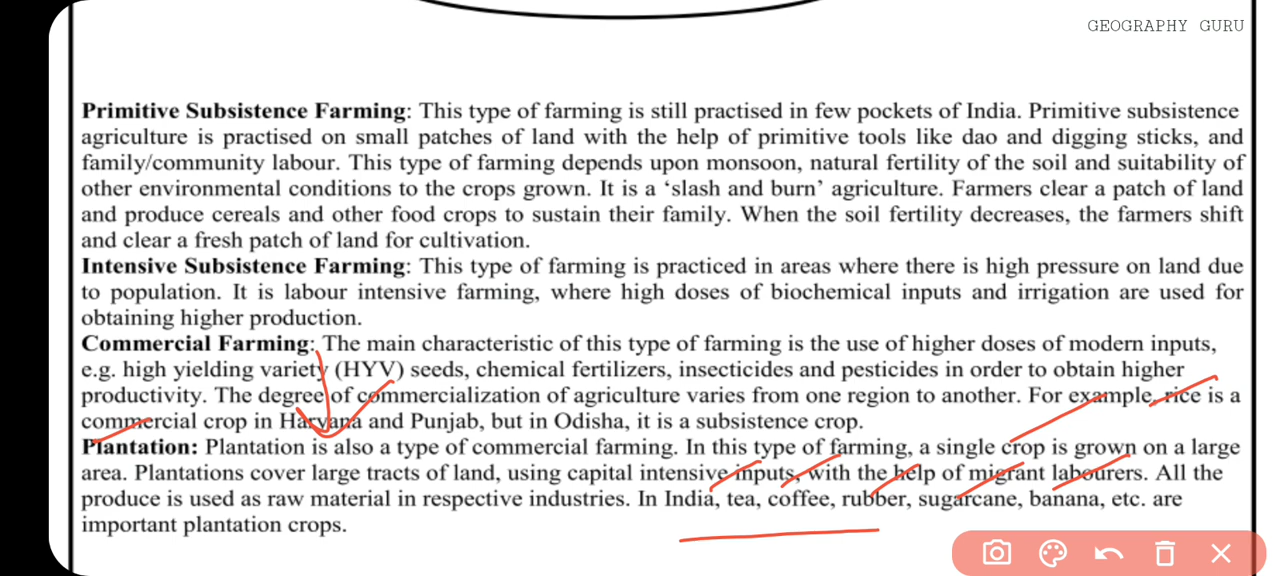 GEOGRAPHY GURU
Primitive Subsistence Farming: This type of farming is still practised in few pockets of India. Primitive subsistence
agriculture is practised on small patches of land with the help of primitive tools like dao and digging sticks, and
family/community labour. This type of farming depends upon monsoon, natural fertility of the soil and suitability of
other environmental conditions to the crops grown. It is a ‘slash and burn’ agriculture. Farmers clear a patch of land
and produce cereals and other food crops to sustain their family. When the soil fertility decreases, the farmers shift
and clear a fresh patch of land for cultivation.
Intensive Subsistence Farming: This type of farming is practiced in areas where there is high pressure on land due
to population. It is labour intensive farming, where high doses of biochemical inputs and irrigation are used for
obtaining higher production.
Commercial Farming: The main characteristic of this type of farming is the use of higher doses of modern inputs,
e.g. high yielding variety (HYV) seeds, chemical fertilizers, insecticides and pesticides in order to obtain higher
productivity. The degree of commercialization of agriculture varies from one region to another. For example, rice is a
commercial crop in Haryana and Punjab, but in Odisha, it is a subsistence crop.
Plantation: Plantation is also a type of commercial farming. In this type of farming, a single crop is grown on a large
area. Plantations cover large tracts of land, using capital intensive inputs, with the help of migrant labourers. All the
produce is used as raw material in respective industries. In India, tea, coffee, rubber, sugarcane, banana, etc. are
important plantation crops.